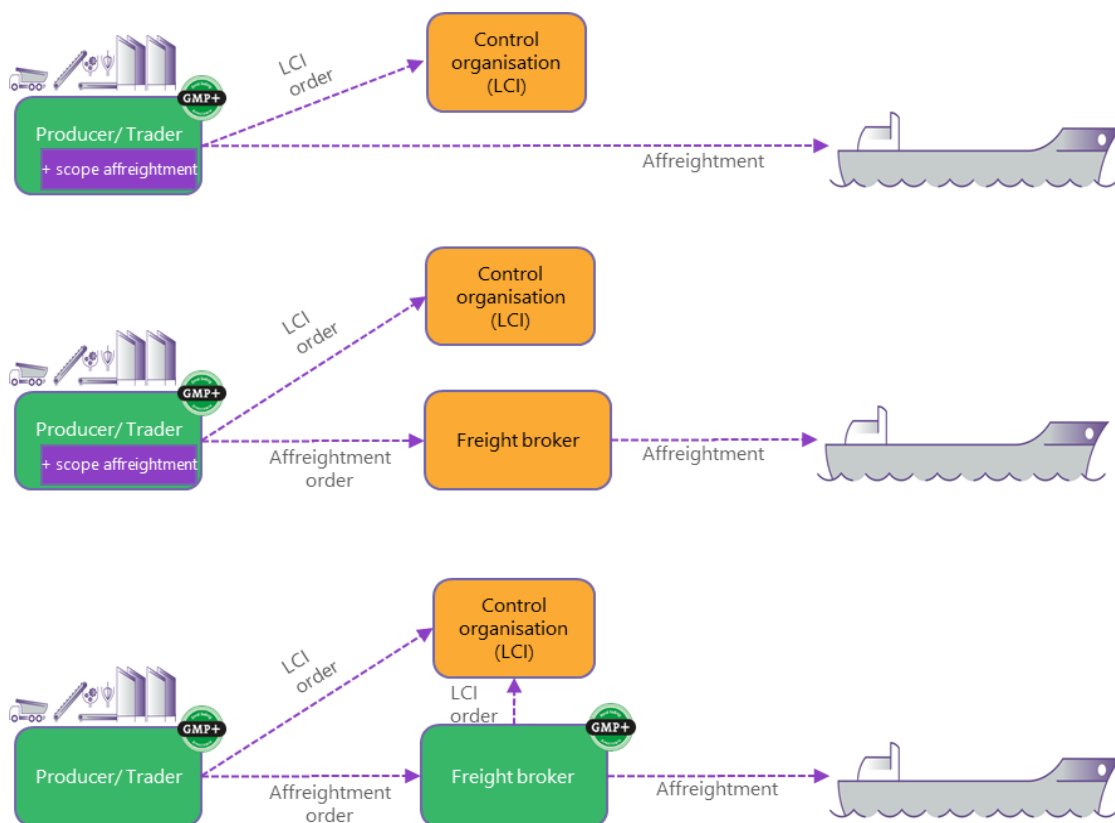 Control
organisation
(LCI)
LCI
order
GMP+
Producer/ Trader
+ scope affreightment
Affreightment
Control
organisation
(LCI)
LCI
order
GMP+
Producer/ Trader
+ scope affreightment
Affreightment
order
Freight broker
Affreightment
Control
organisation
(LCI)
LCI
order
LCI
order
GMP+
Producer/ Trader
Affreightment
order
GMP+
Freight broker
Affreightment